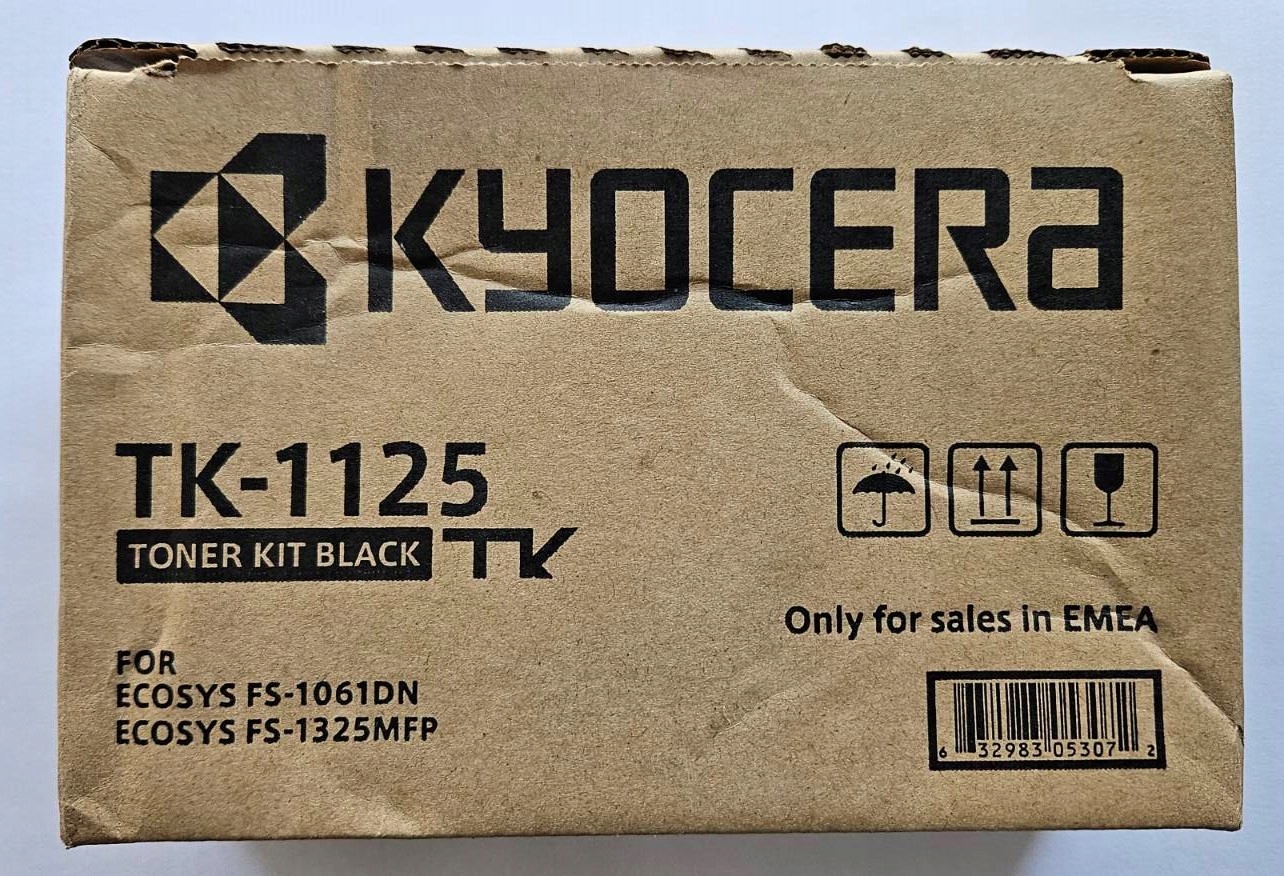 KYOCERA
TK-1125
TONER KIT BLACK TK
FOR
ECOSYS FS-1061DN
ECOSYS FS-1325MFP
Only for sales in EMEA
6 32983 05307 2